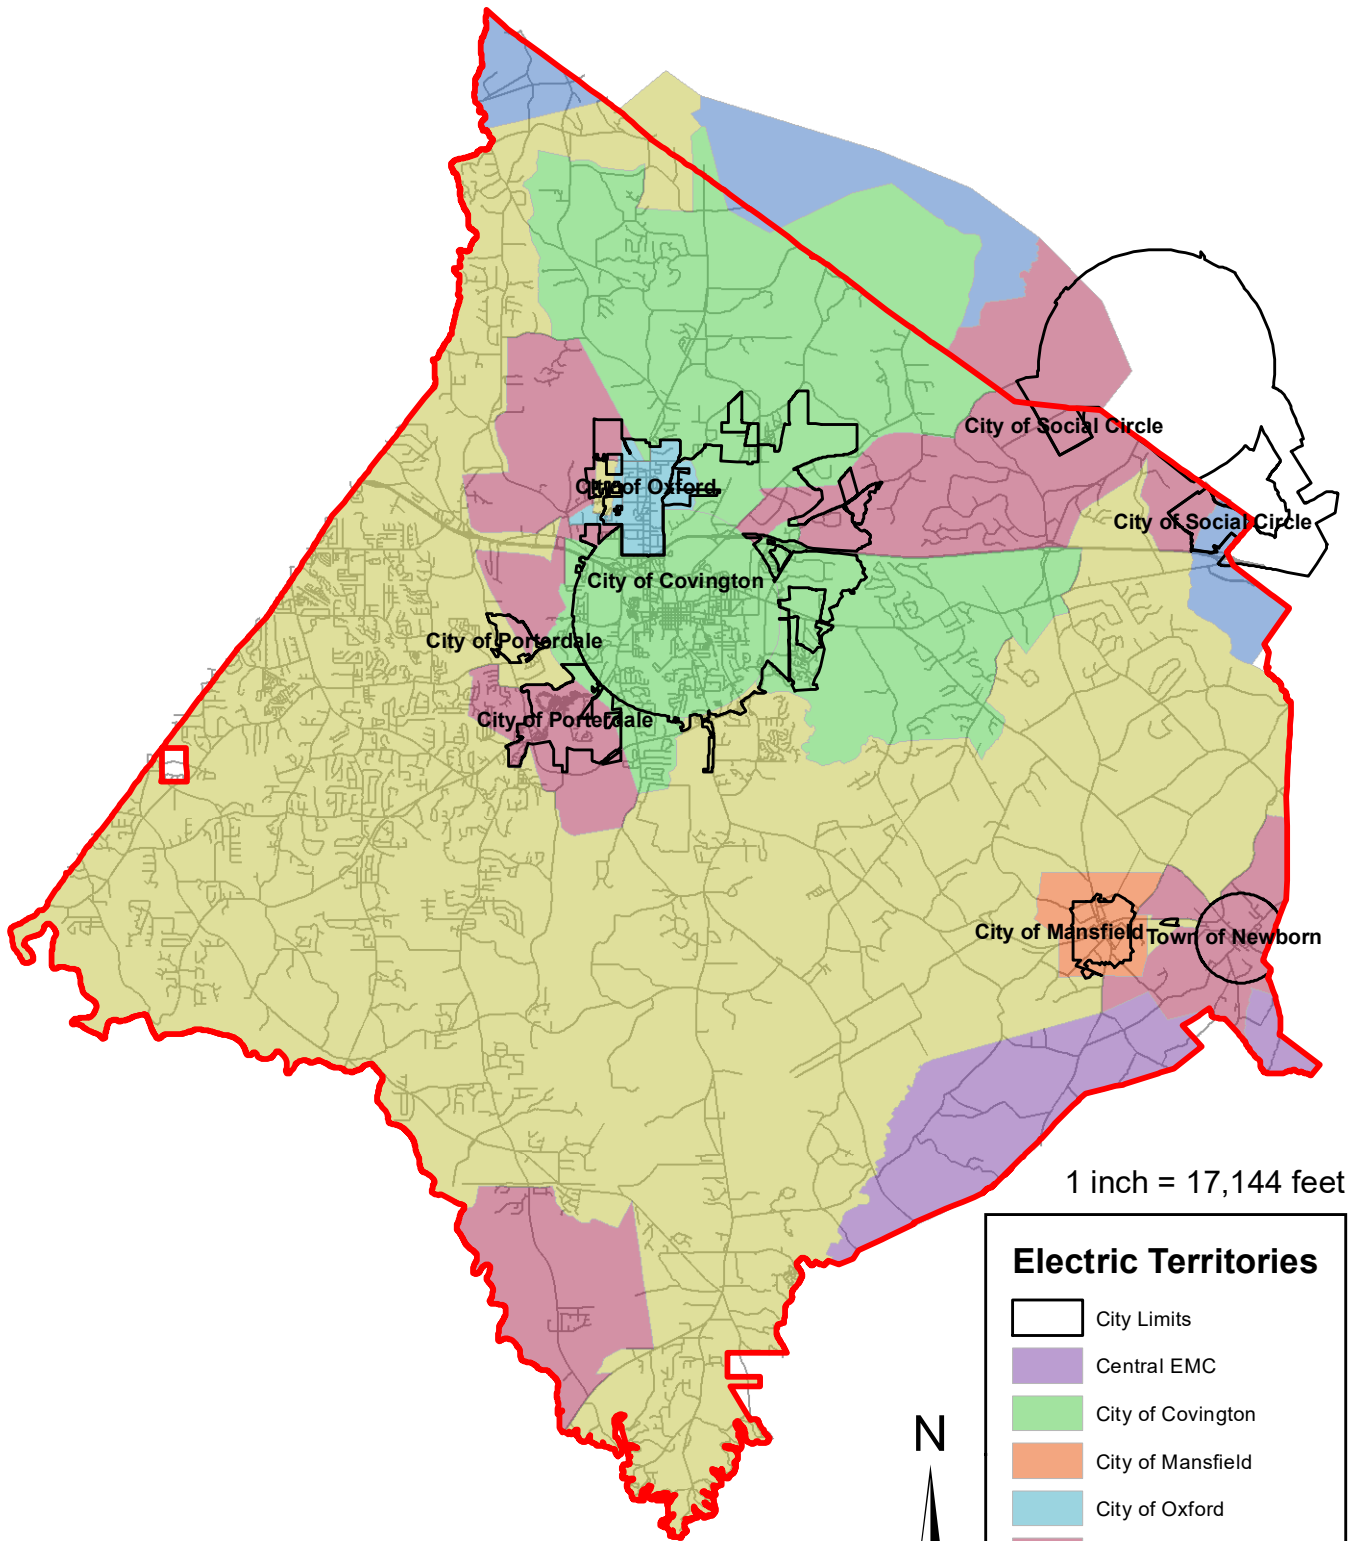 City of Social Circle
City of Oxford
City of Social Circle
City of Covington
City of Porterdale
City of Porterdale
City of Mansfield
Town of Newborn
1 inch = 17,144 feet
Electric Territories
City Limits
Central EMC
City of Covington
City of Mansfield
City of Oxford
N